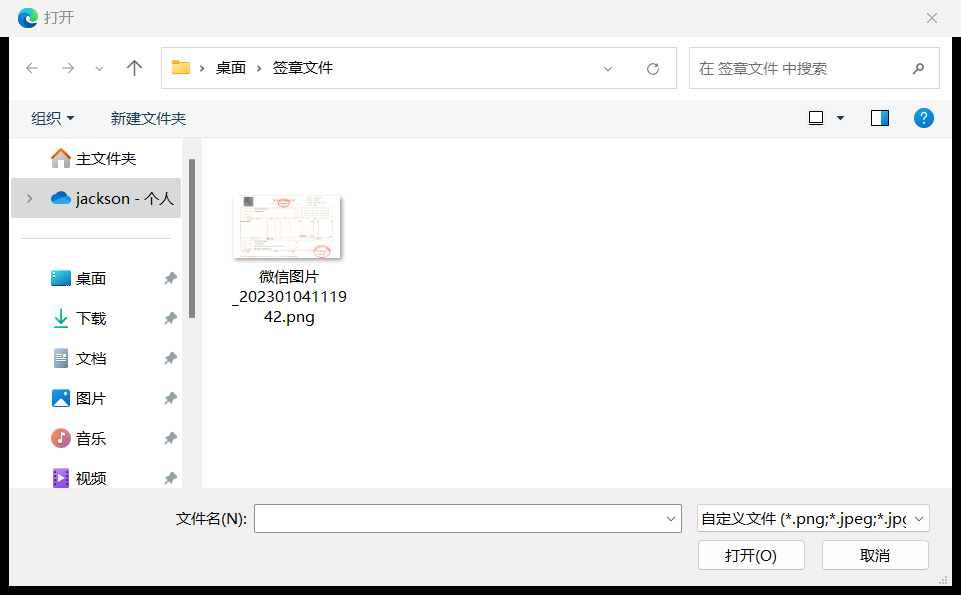 打开
桌面 签章文件
在 签章文件 中搜索
组织 新建文件夹
主文件夹
jackson - 个人
桌面
下载
文档
图片
音乐
视频
微信图片
_202301041119
42.png
文件名(N):
自定义文件 (*.png;*.jpeg;*.jpg
打开(O) 取消